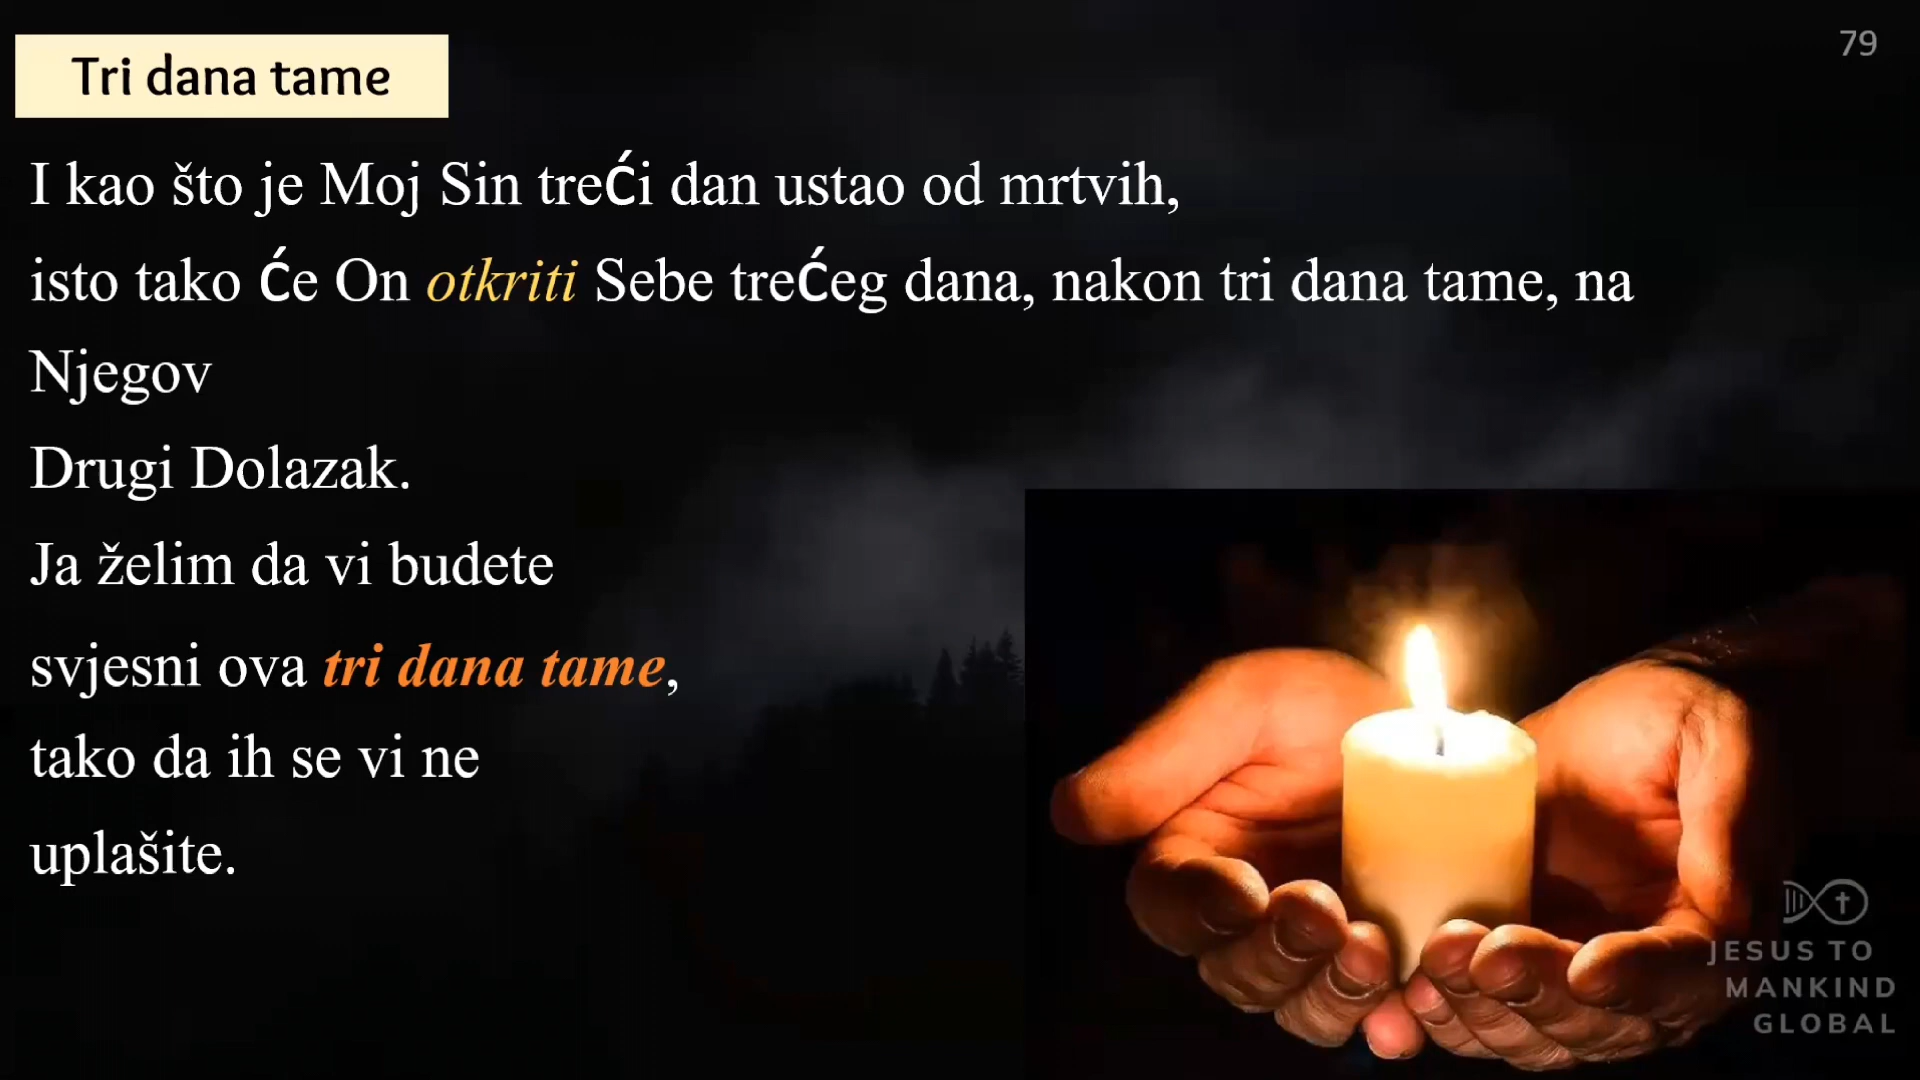 79
Tri dana tame
I kao što je Moj Sin treći dan ustao od mrtvih,
isto tako će On otkriti Sebe trećeg dana, nakon tri dana tame, na
Njegov
Drugi Dolazak.
Ja želim da vi budete
svjesni ova tri dana tame,
tako da ih se vi ne
uplašite.
JESUS TO
MANKIND
GLOBAL